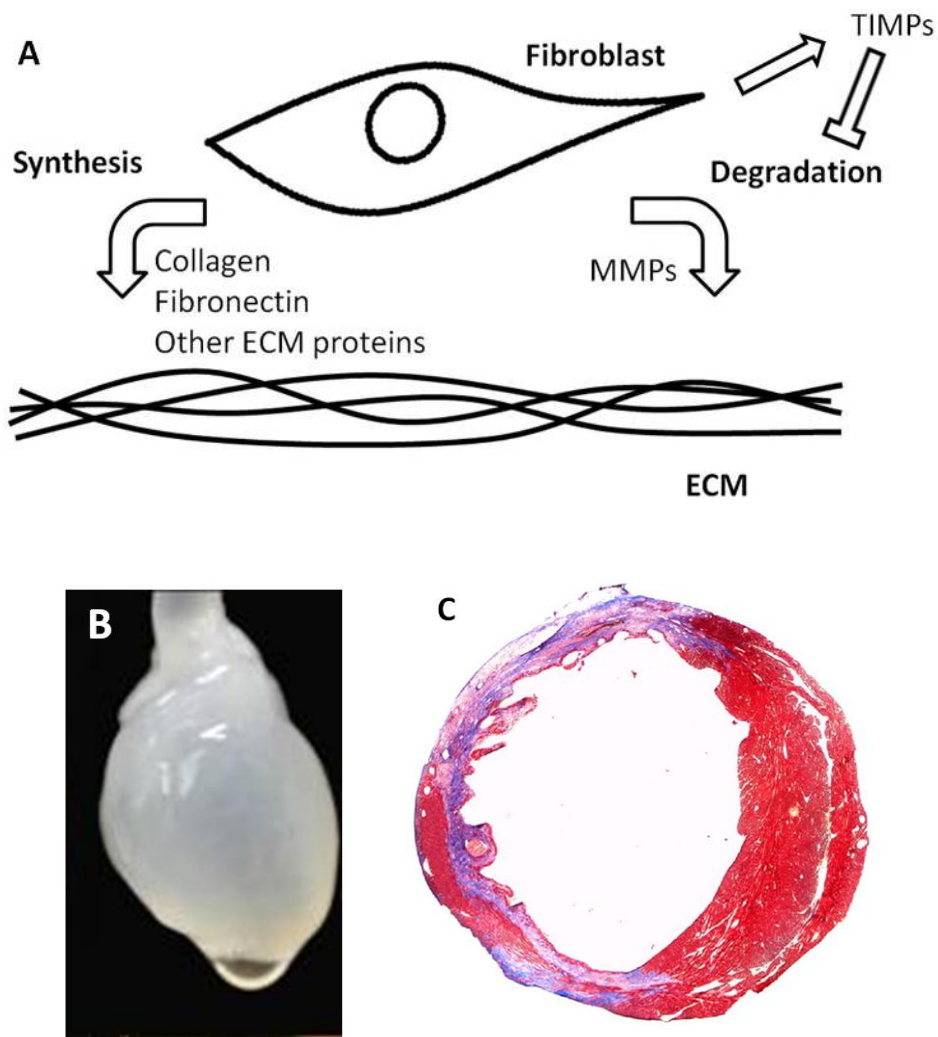 A
TIMPs
Fibroblast
Synthesis
Degradation
Collagen
MMPs
Fibronectin
Other ECM proteins
ECM
B
C